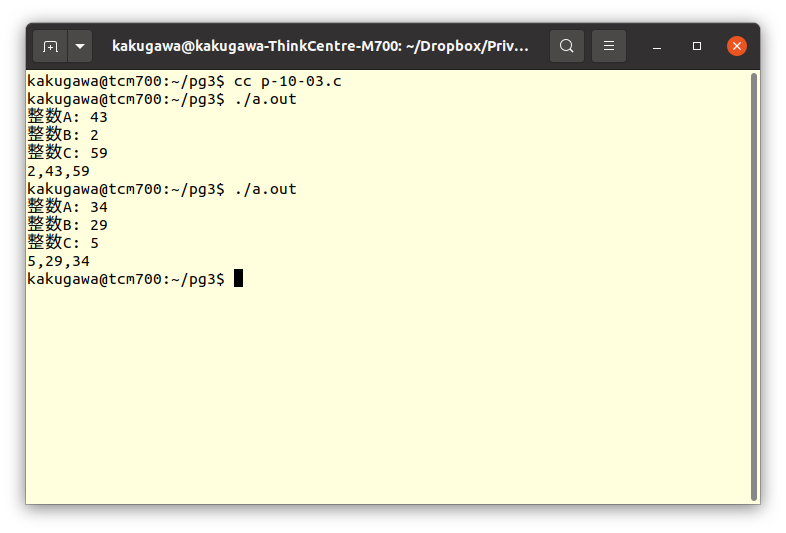 kakugawa@kakugawa-ThinkCentre-M700: ~/Dropbox/Priv...
kakugawa@tcm700:~/pg3$ cc p-10-03.c
kakugawa@tcm700:~/pg3$ ./a.out
整数A: 43
整数B: 2
整数C: 59
2,43,59
kakugawa@tcm700:~/pg3$ ./a.out
整数A: 34
整数B: 29
整数C: 5
5,29,34
kakugawa@tcm700:~/pg3$